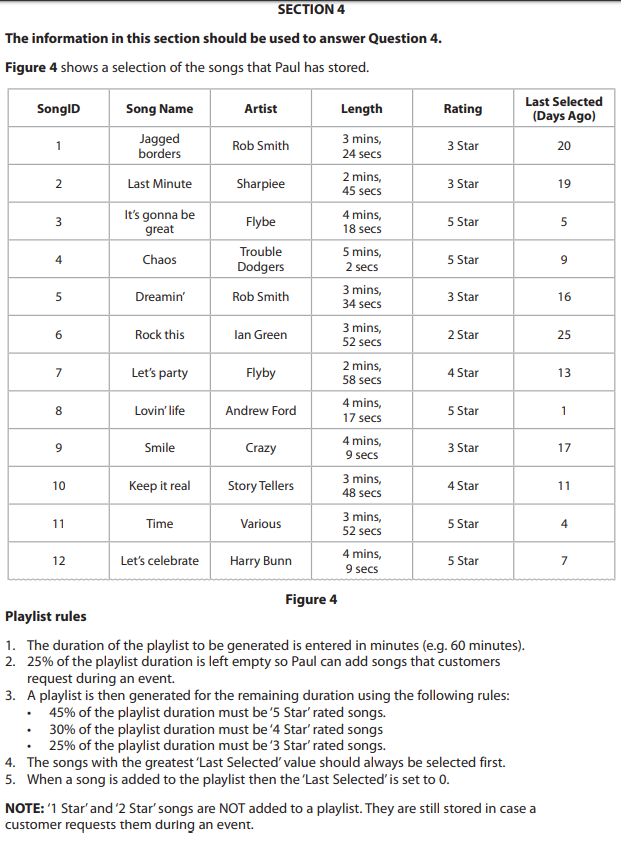 SECTION 4
The information in this section should be used to answer Question 4.
Figure 4 shows a selection of the songs that Paul has stored.
SongID Song Name Artist Length Rating Last Selected (Days Ago)
1 Jagged borders Rob Smith 3 mins, 24 secs 3 Star 20
2 Last Minute Sharpiee 2 mins, 45 secs 3 Star 19
3 It's gonna be great Flybe 4 mins, 18 secs 5 Star 5
4 Chaos Trouble Dodgers 5 mins, 2 secs 5 Star 9
5 Dreamin' Rob Smith 3 mins, 34 secs 3 Star 16
6 Rock this Ian Green 3 mins, 52 secs 2 Star 25
7 Let's party Flyby 2 mins, 58 secs 4 Star 13
8 Lovin' life Andrew Ford 4 mins, 17 secs 5 Star 1
9 Smile Crazy 4 mins, 9 secs 3 Star 17
10 Keep it real Story Tellers 3 mins, 48 secs 4 Star 11
11 Time Various 3 mins, 52 secs 5 Star 4
12 Let's celebrate Harry Bunn 4 mins, 9 secs 5 Star 7
Figure 4
Playlist rules
1. The duration of the playlist to be generated is entered in minutes (e.g. 60 minutes).
2. 25% of the playlist duration is left empty so Paul can add songs that customers
request during an event.
3. A playlist is then generated for the remaining duration using the following rules:
• 45% of the playlist duration must be '5 Star' rated songs.
• 30% of the playlist duration must be '4 Star' rated songs
• 25% of the playlist duration must be '3 Star' rated songs.
4. The songs with the greatest 'Last Selected' value should always be selected first.
5. When a song is added to the playlist then the 'Last Selected' is set to 0.
NOTE: '1 Star' and '2 Star' songs are NOT added to a playlist. They are still stored in case a
customer requests them during an event.